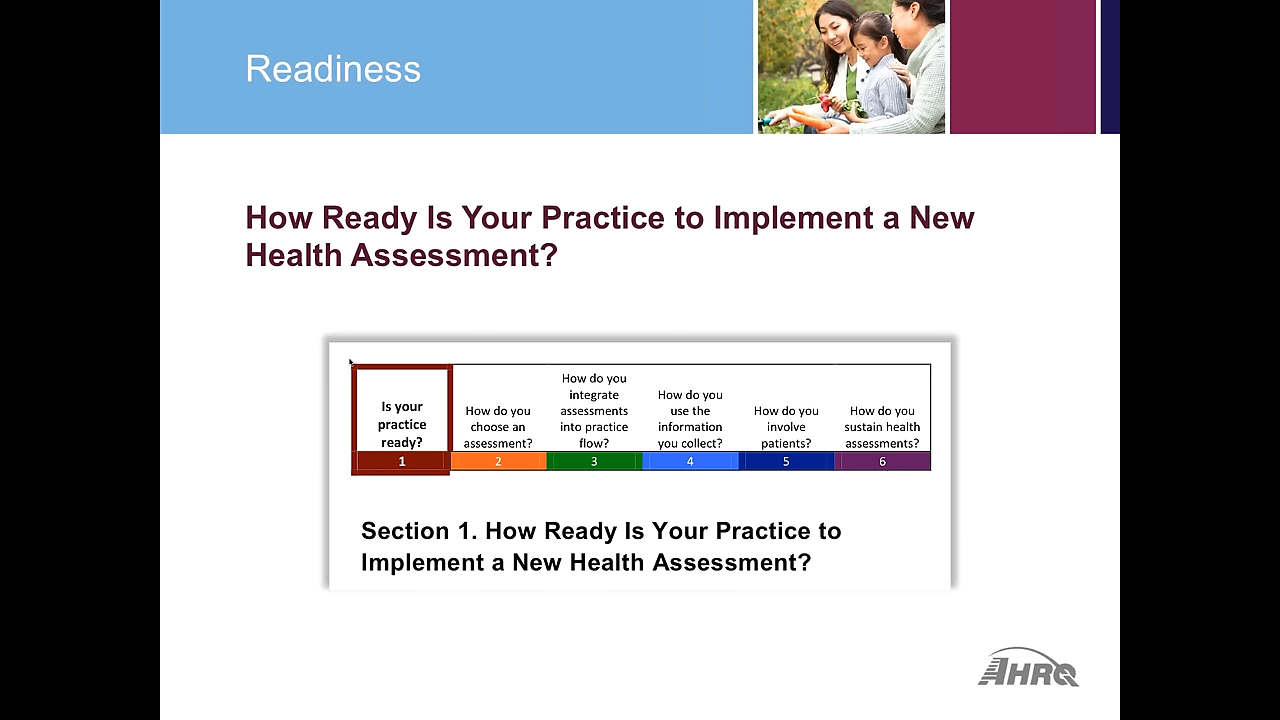 Readiness
How Ready Is Your Practice to Implement a New
Health Assessment?
Is your
practice
ready?
1
How do you
choose an
assessment?
2
How do you
integrate
assessments
into practice
flow?
3
How do you
use the
information
you collect?
4
How do you
involve
patients?
5
How do you
sustain health
assessments?
6
Section 1. How Ready Is Your Practice to
Implement a New Health Assessment?
AHRQ